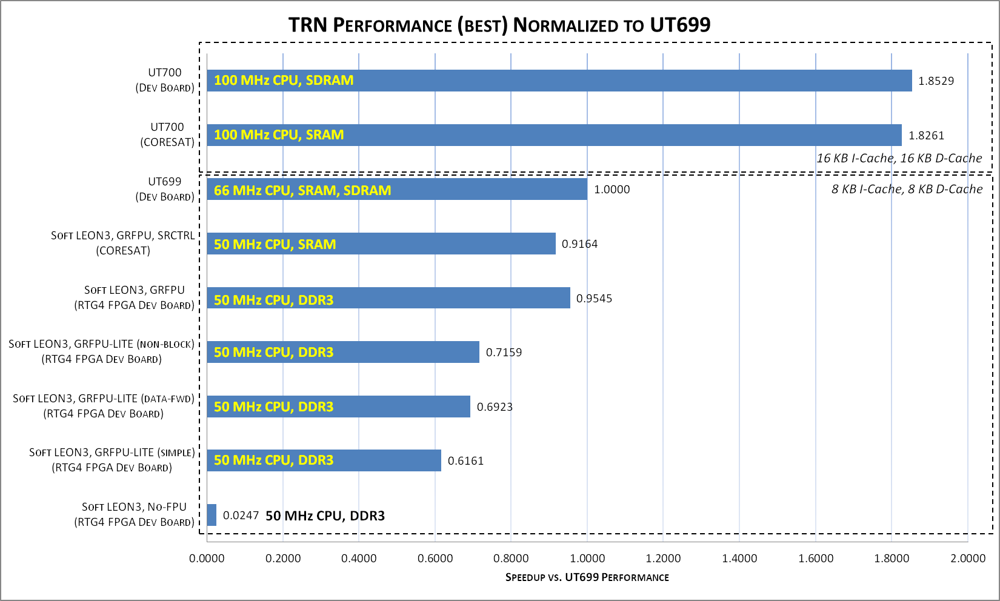 TRN Performance (best) Normalized to UT699
UT700
(Dev Board)
100 MHz CPU, SDRAM
1.8529
UT700
(CORESAT)
100 MHz CPU, SRAM
1.8261
16 KB I-Cache, 16 KB D-Cache
UT699
(Dev Board)
66 MHz CPU, SRAM, SDRAM
1.0000
8 KB I-Cache, 8 KB D-Cache
Soft LEON3, GRFPU, SRCTRL
(CORESAT)
50 MHz CPU, SRAM
0.9164
Soft LEON3, GRFPU
(RTG4 FPGA Dev Board)
50 MHz CPU, DDR3
0.9545
Soft LEON3, GRFPU-LITE (non-block)
(RTG4 FPGA Dev Board)
50 MHz CPU, DDR3
0.7159
Soft LEON3, GRFPU-LITE (data-fwd)
(RTG4 FPGA Dev Board)
50 MHz CPU, DDR3
0.6923
Soft LEON3, GRFPU-LITE (simple)
(RTG4 FPGA Dev Board)
50 MHz CPU, DDR3
0.6161
Soft LEON3, No-FPU
(RTG4 FPGA Dev Board)
0.0247 50 MHz CPU, DDR3
0.0000 0.2000 0.4000 0.6000 0.8000 1.0000 1.2000 1.4000 1.6000 1.8000 2.0000
Speedup vs. UT699 Performance